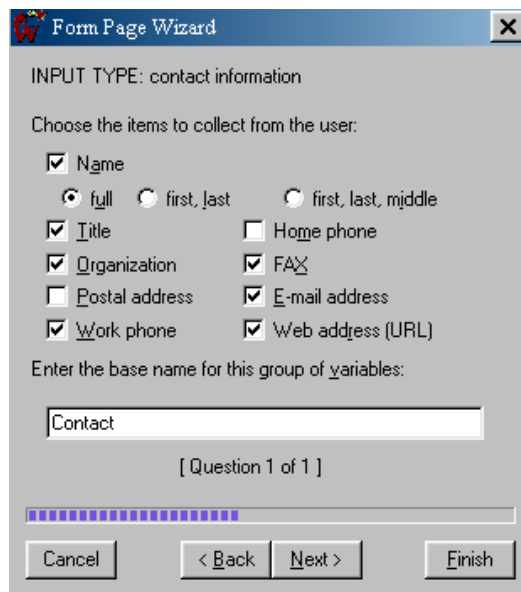 Form Page Wizard
INPUT TYPE: contact information
Choose the items to collect from the user:
Name
full first, last first, last, middle
Title Home phone
Organization FAX
Postal address E-mail address
Work phone Web address (URL)
Enter the base name for this group of variables:
Contact
[ Question 1 of 1 ]
Cancel < Back Next > Finish